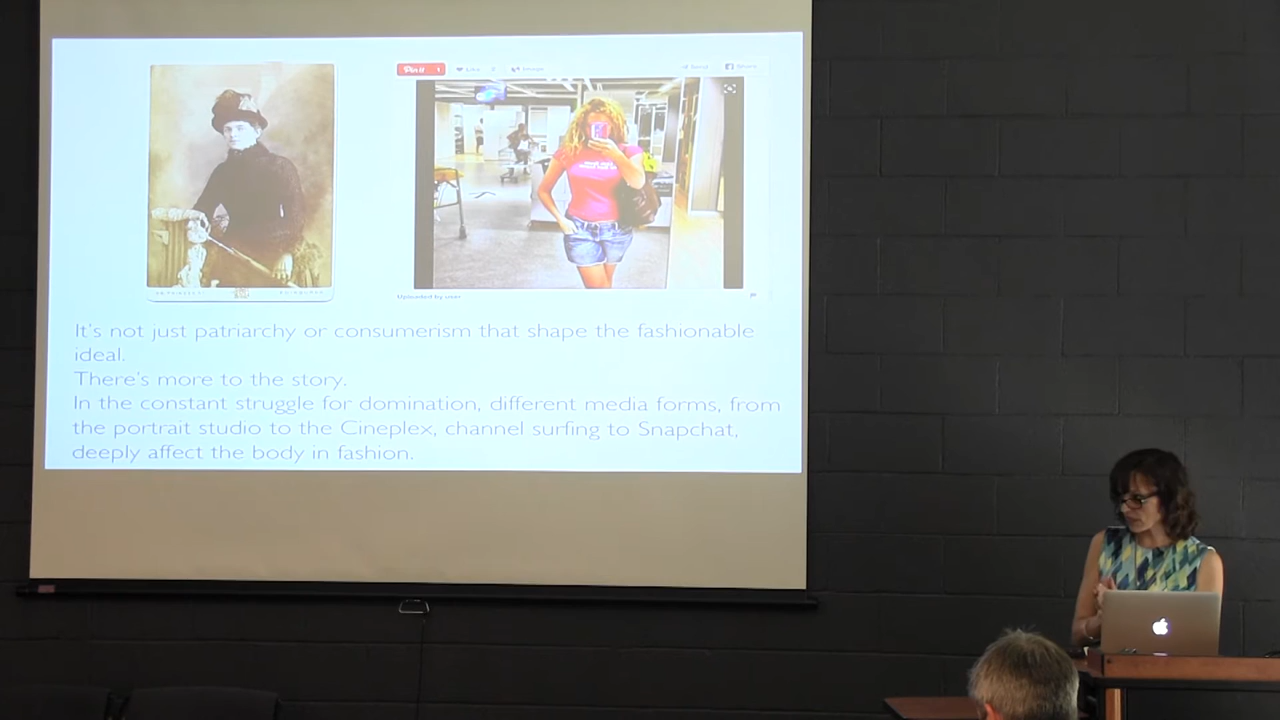 Pin it 1 Like Share
Uploaded by user
It's not just patriarchy or consumerism that shape the fashionable
ideal.
There's more to the story.
In the constant struggle for domination, different media forms, from
the portrait studio to the Cineplex, channel surfing to Snapchat,
deeply affect the body in fashion.